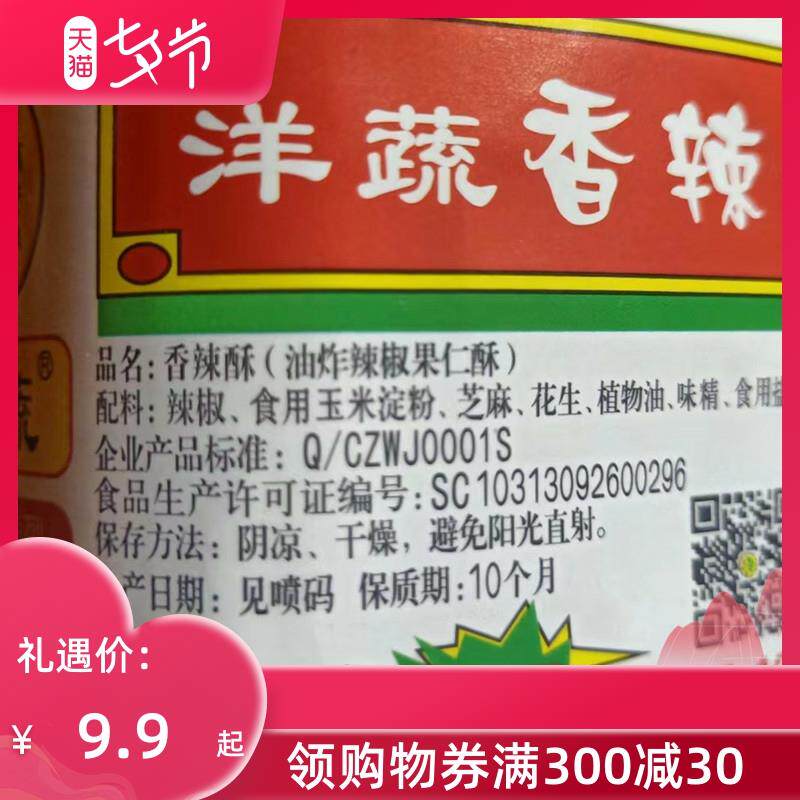 天猫 七夕节
洋蔬香辣
品名：香辣酥（油炸辣椒果仁酥）
配料：辣椒、食用玉米淀粉、芝麻、花生、植物油、味精、食用盐
企业产品标准：Q/CZWJ0001S
食品生产许可证编号：SC10313092600296
保存方法：阴凉、干燥，避免阳光直射。
产日期：见喷码 保质期：10个月
蔬®
礼遇价：
¥ 9.9 起
领购物券满300减30